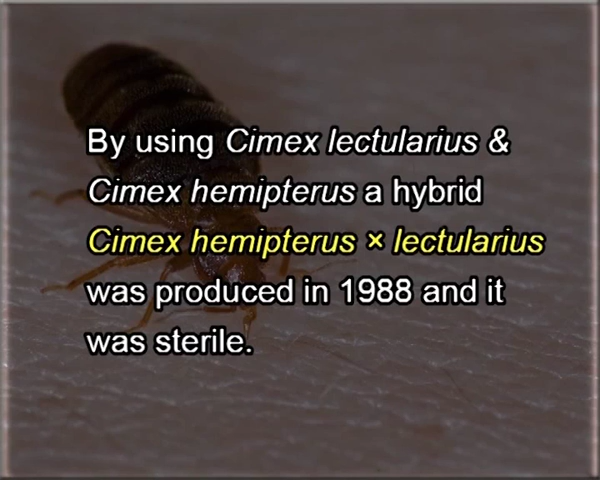 By using Cimex lectularius &
Cimex hemipterus a hybrid
Cimex hemipterus × lectularius
was produced in 1988 and it
was sterile.